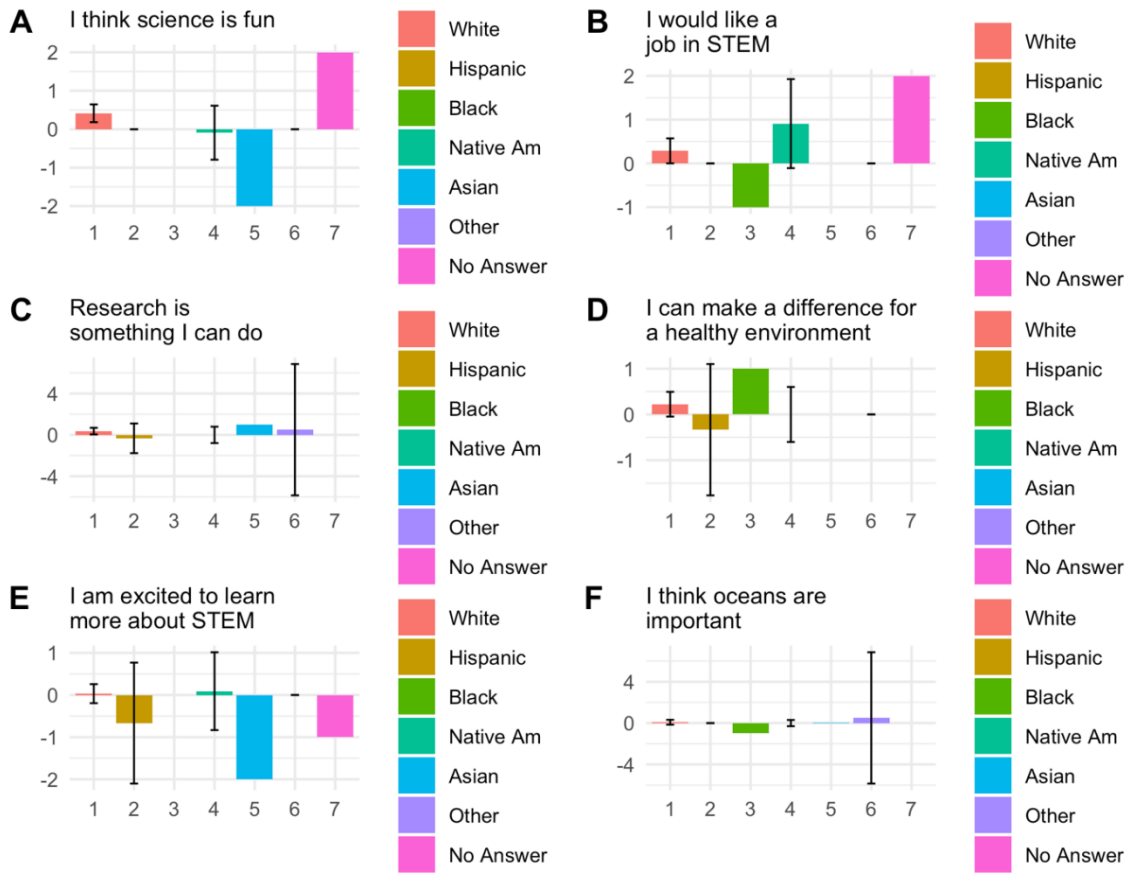 A
I think science is fun
2
1
0
-1
-2
1 2 3 4 5 6 7
White
Hispanic
Black
Native Am
Asian
Other
No Answer
B
I would like a
job in STEM
2
1
0
-1
1 2 3 4 5 6 7
White
Hispanic
Black
Native Am
Asian
Other
No Answer
C
Research is
something I can do
4
0
-4
1 2 3 4 5 6 7
White
Hispanic
Black
Native Am
Asian
Other
No Answer
D
I can make a difference for
a healthy environment
1
0
-1
1 2 3 4 5 6 7
White
Hispanic
Black
Native Am
Asian
Other
No Answer
E
I am excited to learn
more about STEM
1
0
-1
-2
1 2 3 4 5 6 7
White
Hispanic
Black
Native Am
Asian
Other
No Answer
F
I think oceans are
important
4
0
-4
1 2 3 4 5 6 7
White
Hispanic
Black
Native Am
Asian
Other
No Answer